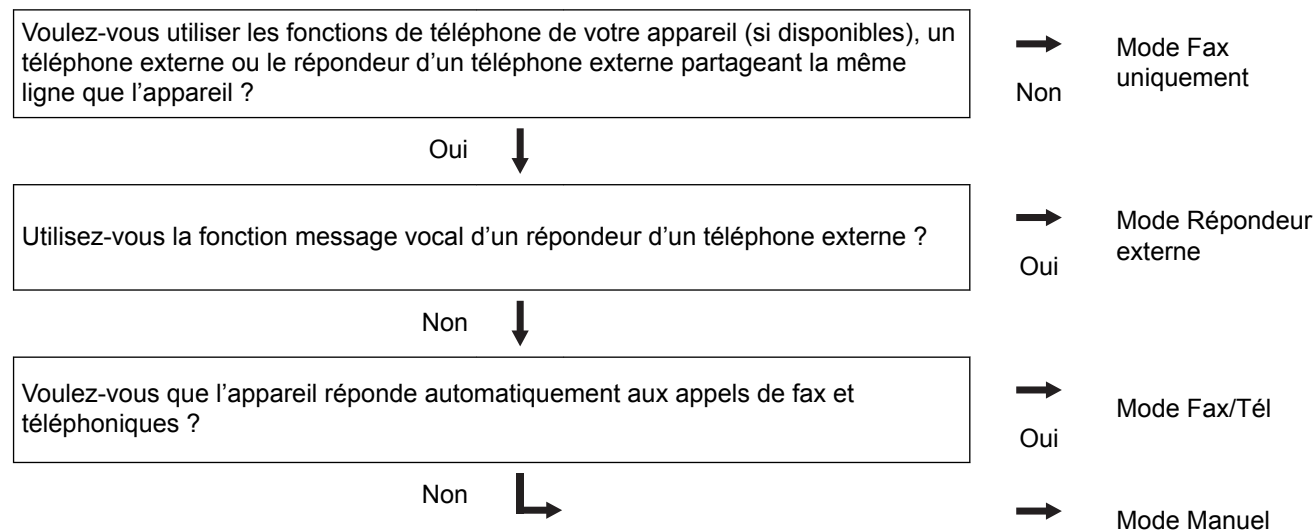 Voulez-vous utiliser les fonctions de téléphone de votre appareil (si disponibles), un
téléphone externe ou le répondeur d’un téléphone externe partageant la même
ligne que l’appareil ?
Non
Mode Fax
uniquement
Oui
Utilisez-vous la fonction message vocal d’un répondeur d’un téléphone externe ?
Oui
Mode Répondeur
externe
Non
Voulez-vous que l’appareil réponde automatiquement aux appels de fax et
téléphoniques ?
Oui
Mode Fax/Tél
Non
Mode Manuel